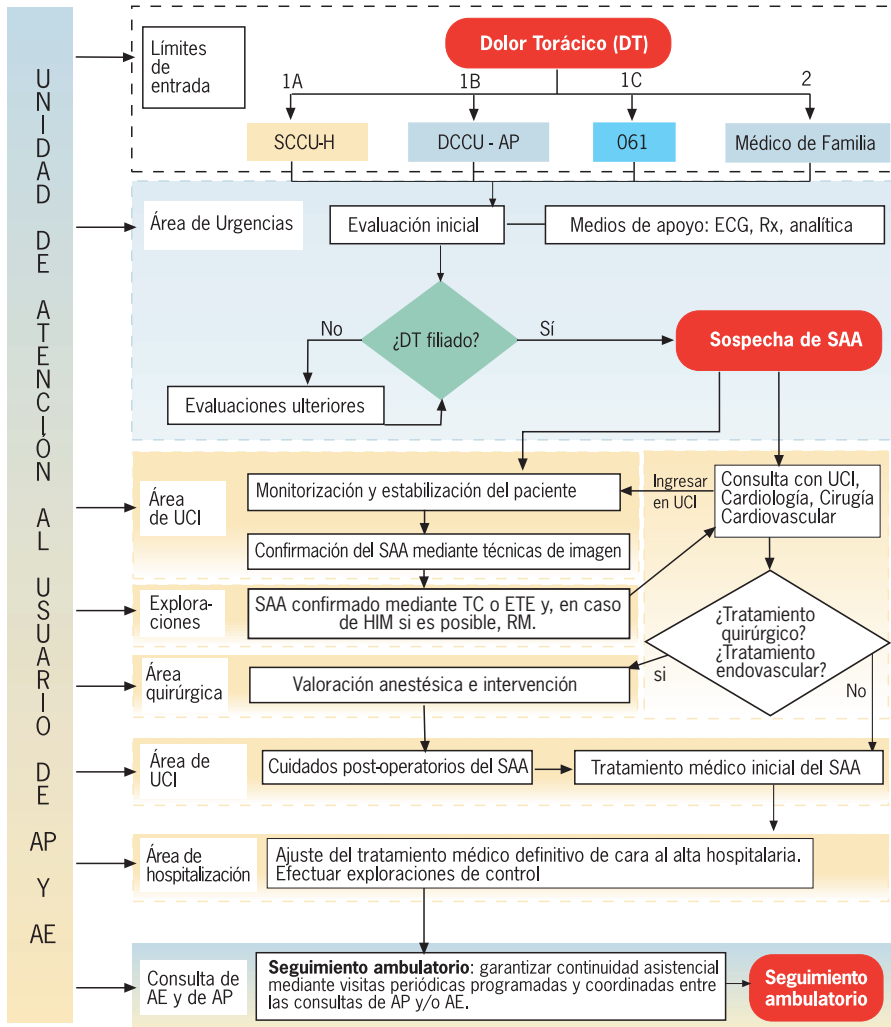 UNIDAD DE ATENCIÓN AL USUARIO DE AP Y AE
Límites
de
entrada
Dolor Torácico (DT)
1A
1B
1C
2
SCCU-H
DCCU - AP
061
Médico de Familia
Área de Urgencias
Evaluación inicial
Medios de apoyo: ECG, Rx, analítica
No
¿DT filiado?
Sí
Sospecha de SAA
Evaluaciones ulteriores
Área
de UCI
Monitorización y estabilización del paciente
Ingresar
en UCI
Consulta con UCI,
Cardiología, Cirugía
Cardiovascular
Confirmación del SAA mediante técnicas de imagen
Explora-
ciones
SAA confirmado mediante TC o ETE y, en caso
de HIM si es posible, RM.
¿Tratamiento
quirúrgico?
¿Tratamiento
endovascular?
si
No
Área
quirúrgica
Valoración anestésica e intervención
Área de
UCI
Cuidados post-operatorios del SAA
Tratamiento médico inicial del SAA
Área de
hospitalización
Ajuste del tratamiento médico definitivo de cara al alta hospitalaria.
Efectuar exploraciones de control
Consulta de
AE y de AP
Seguimiento ambulatorio: garantizar continuidad asistencial
mediante visitas periódicas programadas y coordinadas entre
las consultas de AP y/o AE.
Seguimiento
ambulatorio